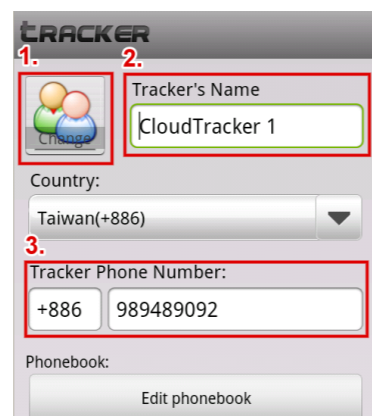 TRACKER
1.
2.
Change
Tracker's Name
CloudTracker 1
Country:
Taiwan(+886)
3.
Tracker Phone Number:
+886 989489092
Phonebook:
Edit phonebook